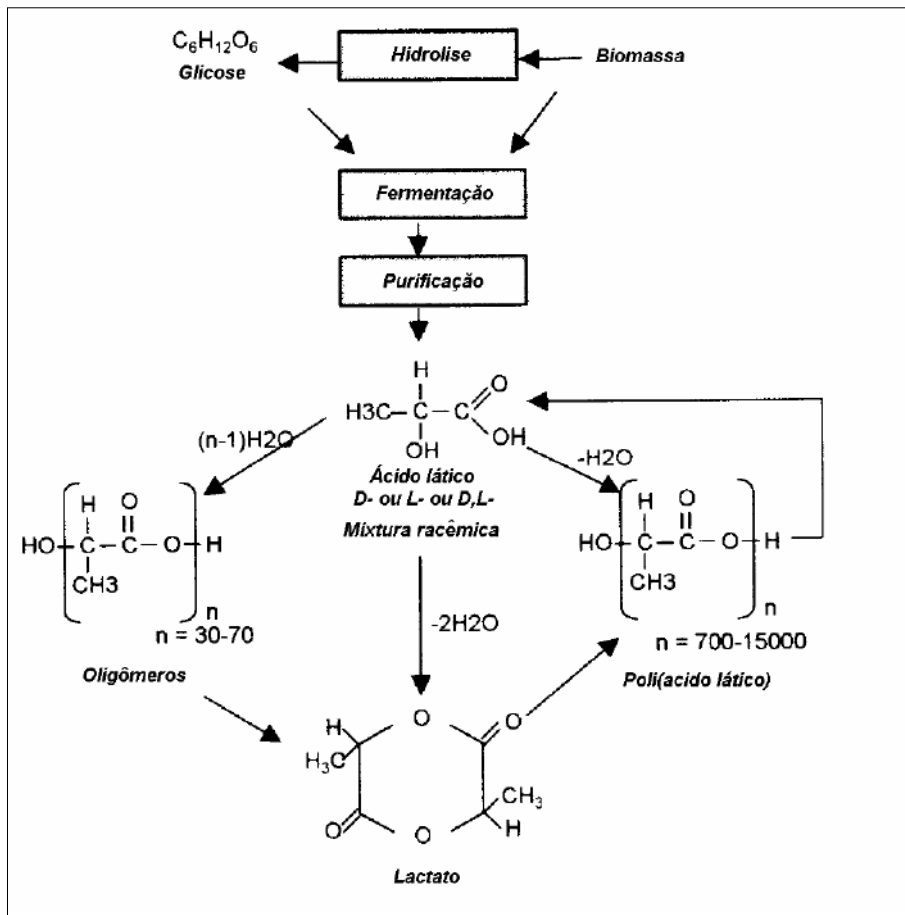 C6H12O6
Glicose
Hidrolise
Biomassa
Fermentação
Purificação
H
O
H3C
C
C
OH
OH
(n-1)H2O
-H2O
Ácido lático
D- ou L- ou D,L-
Mixtura racêmica
H
O
HO
C
C
O
H
CH3
n
n = 30-70
Oligômeros
-2H2O
H
O
HO
C
C
O
H
CH3
n
n = 700-15000
Poli(acido lático)
H
O
O
H3C
CH3
O
O
H
Lactato